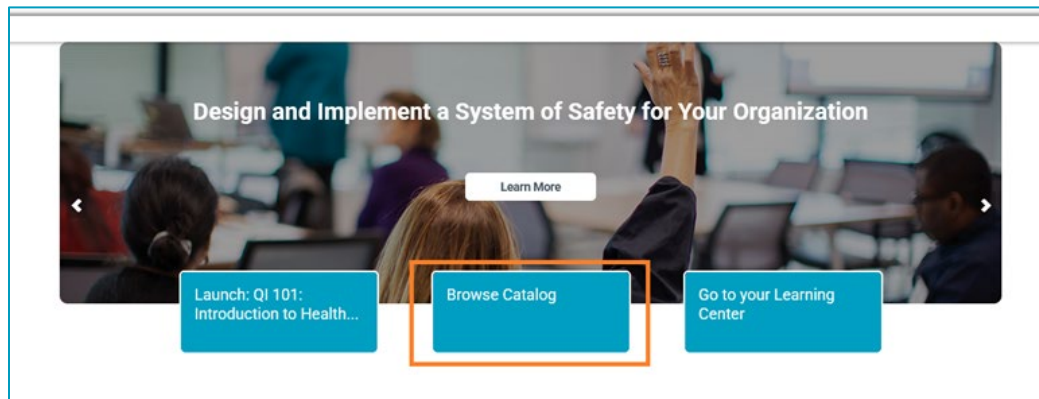 Design and Implement a System of Safety for Your Organization
Learn More
Launch: QI 101:
Introduction to Health...
Browse Catalog
Go to your Learning
Center